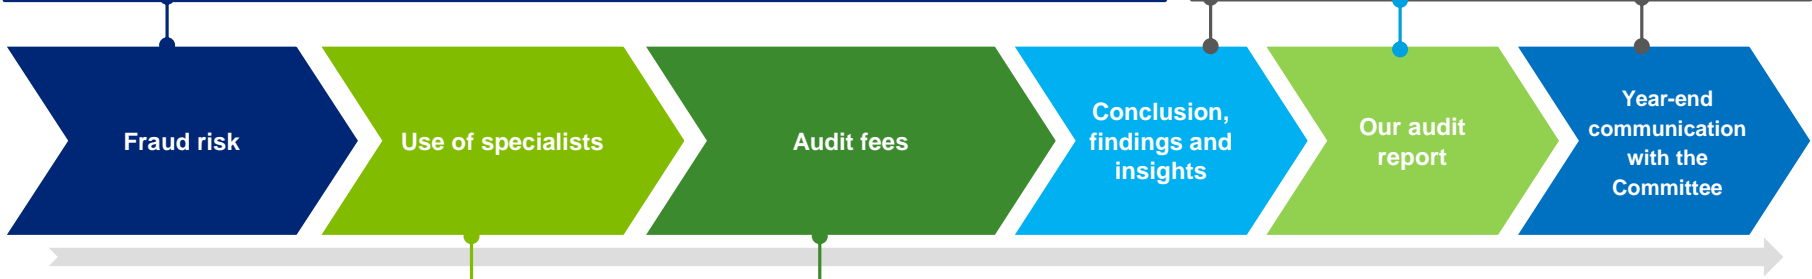 Fraud risk
Use of specialists
Audit fees
Conclusion,
findings and
insights
Our audit
report
Year-end
communication
with the
Committee